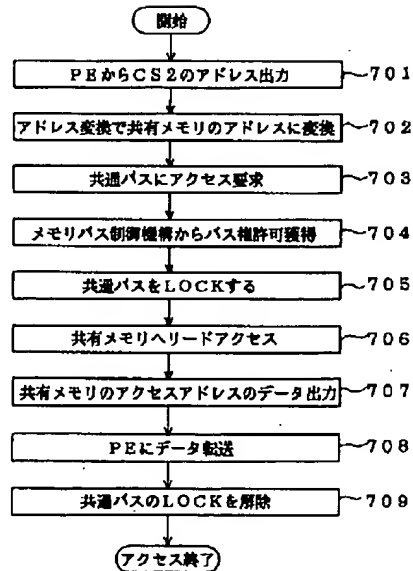 開始
PEからCS2のアドレス出力 701
アドレス変換で共有メモリのアドレスに変換 702
共通バスにアクセス要求 703
メモリバス制御機構からバス権許可獲得 704
共通バスをLOCKする 705
共有メモリへリードアクセス 706
共有メモリのアクセスアドレスのデータ出力 707
PEにデータ転送 708
共通バスのLOCKを解除 709
アクセス終了